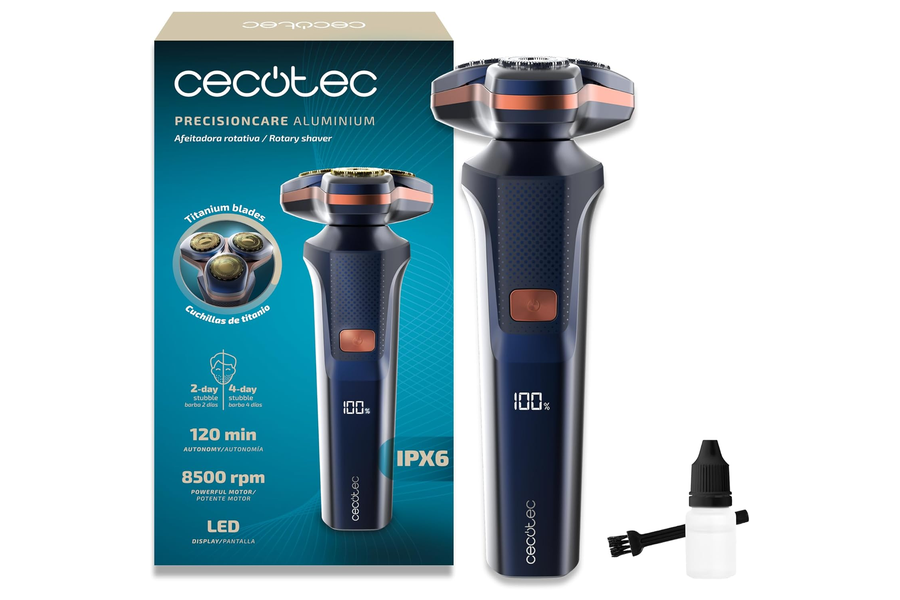 cecotec
cecotec
PRECISIONCARE ALUMINIUM
Afeitadora rotativa / Rotary shaver
Titanium blades
Cuchillas de titanio
2-day
stubble
barba 2 días
4-day
stubble
barba 4 días
120 min
AUTONOMY/AUTONOMÍA
8500 rpm
POWERFUL MOTOR/
POTENTE MOTOR
LED
DISPLAY/PANTALLA
100%
IPX6
cecotec
100%
cecotec